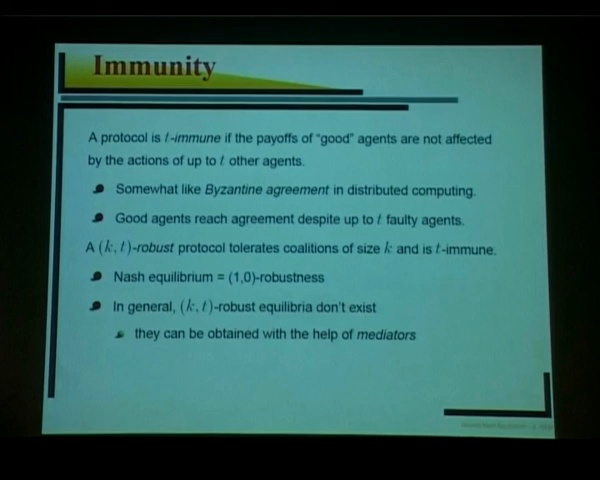 Immunity
A protocol is t-immune if the payoffs of "good" agents are not affected
by the actions of up to t other agents.
Somewhat like Byzantine agreement in distributed computing.
Good agents reach agreement despite up to t faulty agents.
A (k, t)-robust protocol tolerates coalitions of size k and is t-immune.
Nash equilibrium = (1,0)-robustness
In general, (k, t)-robust equilibria don't exist
they can be obtained with the help of mediators